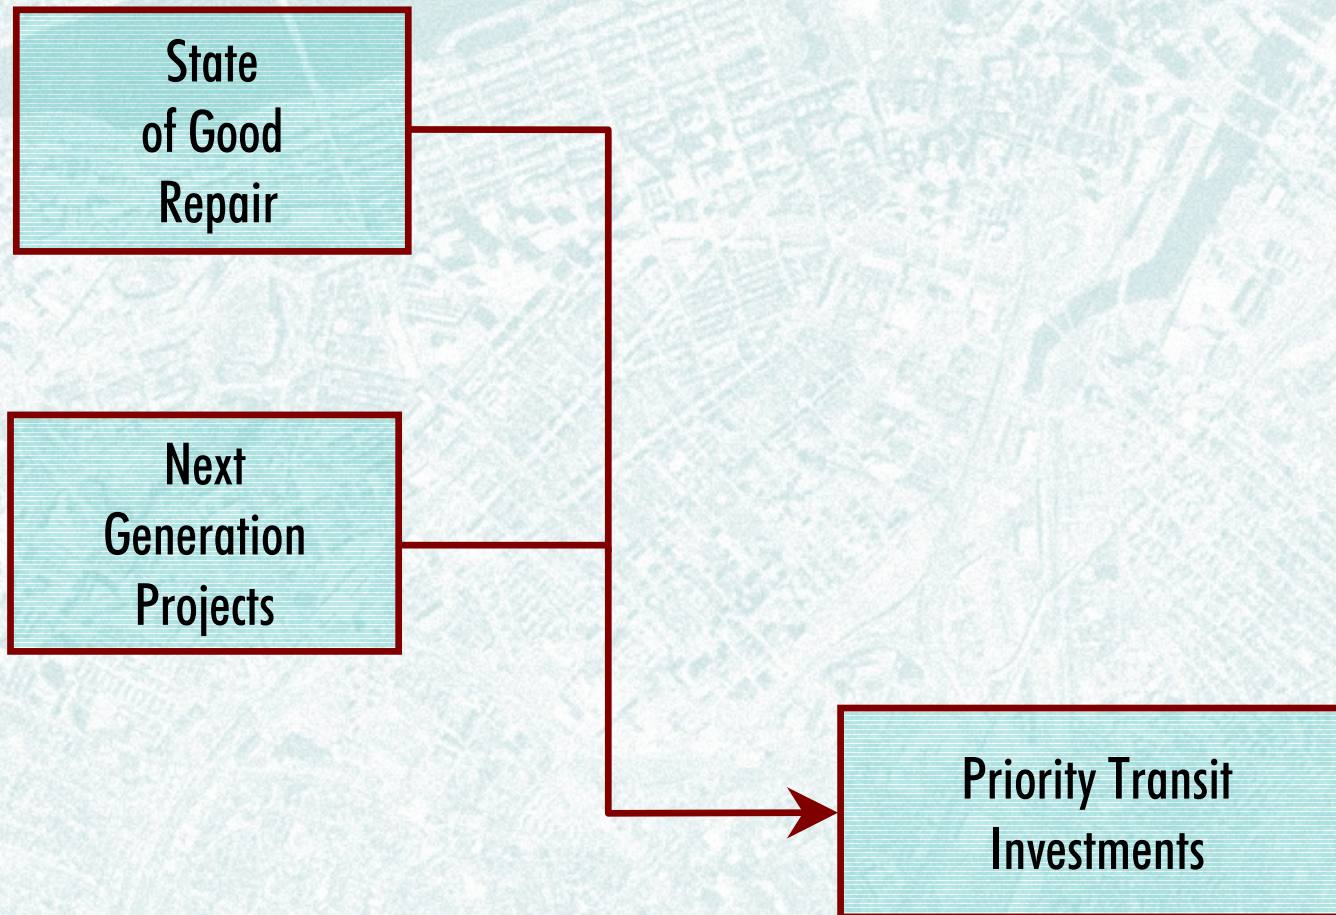 State
of Good
Repair
Next
Generation
Projects
Priority Transit
Investments